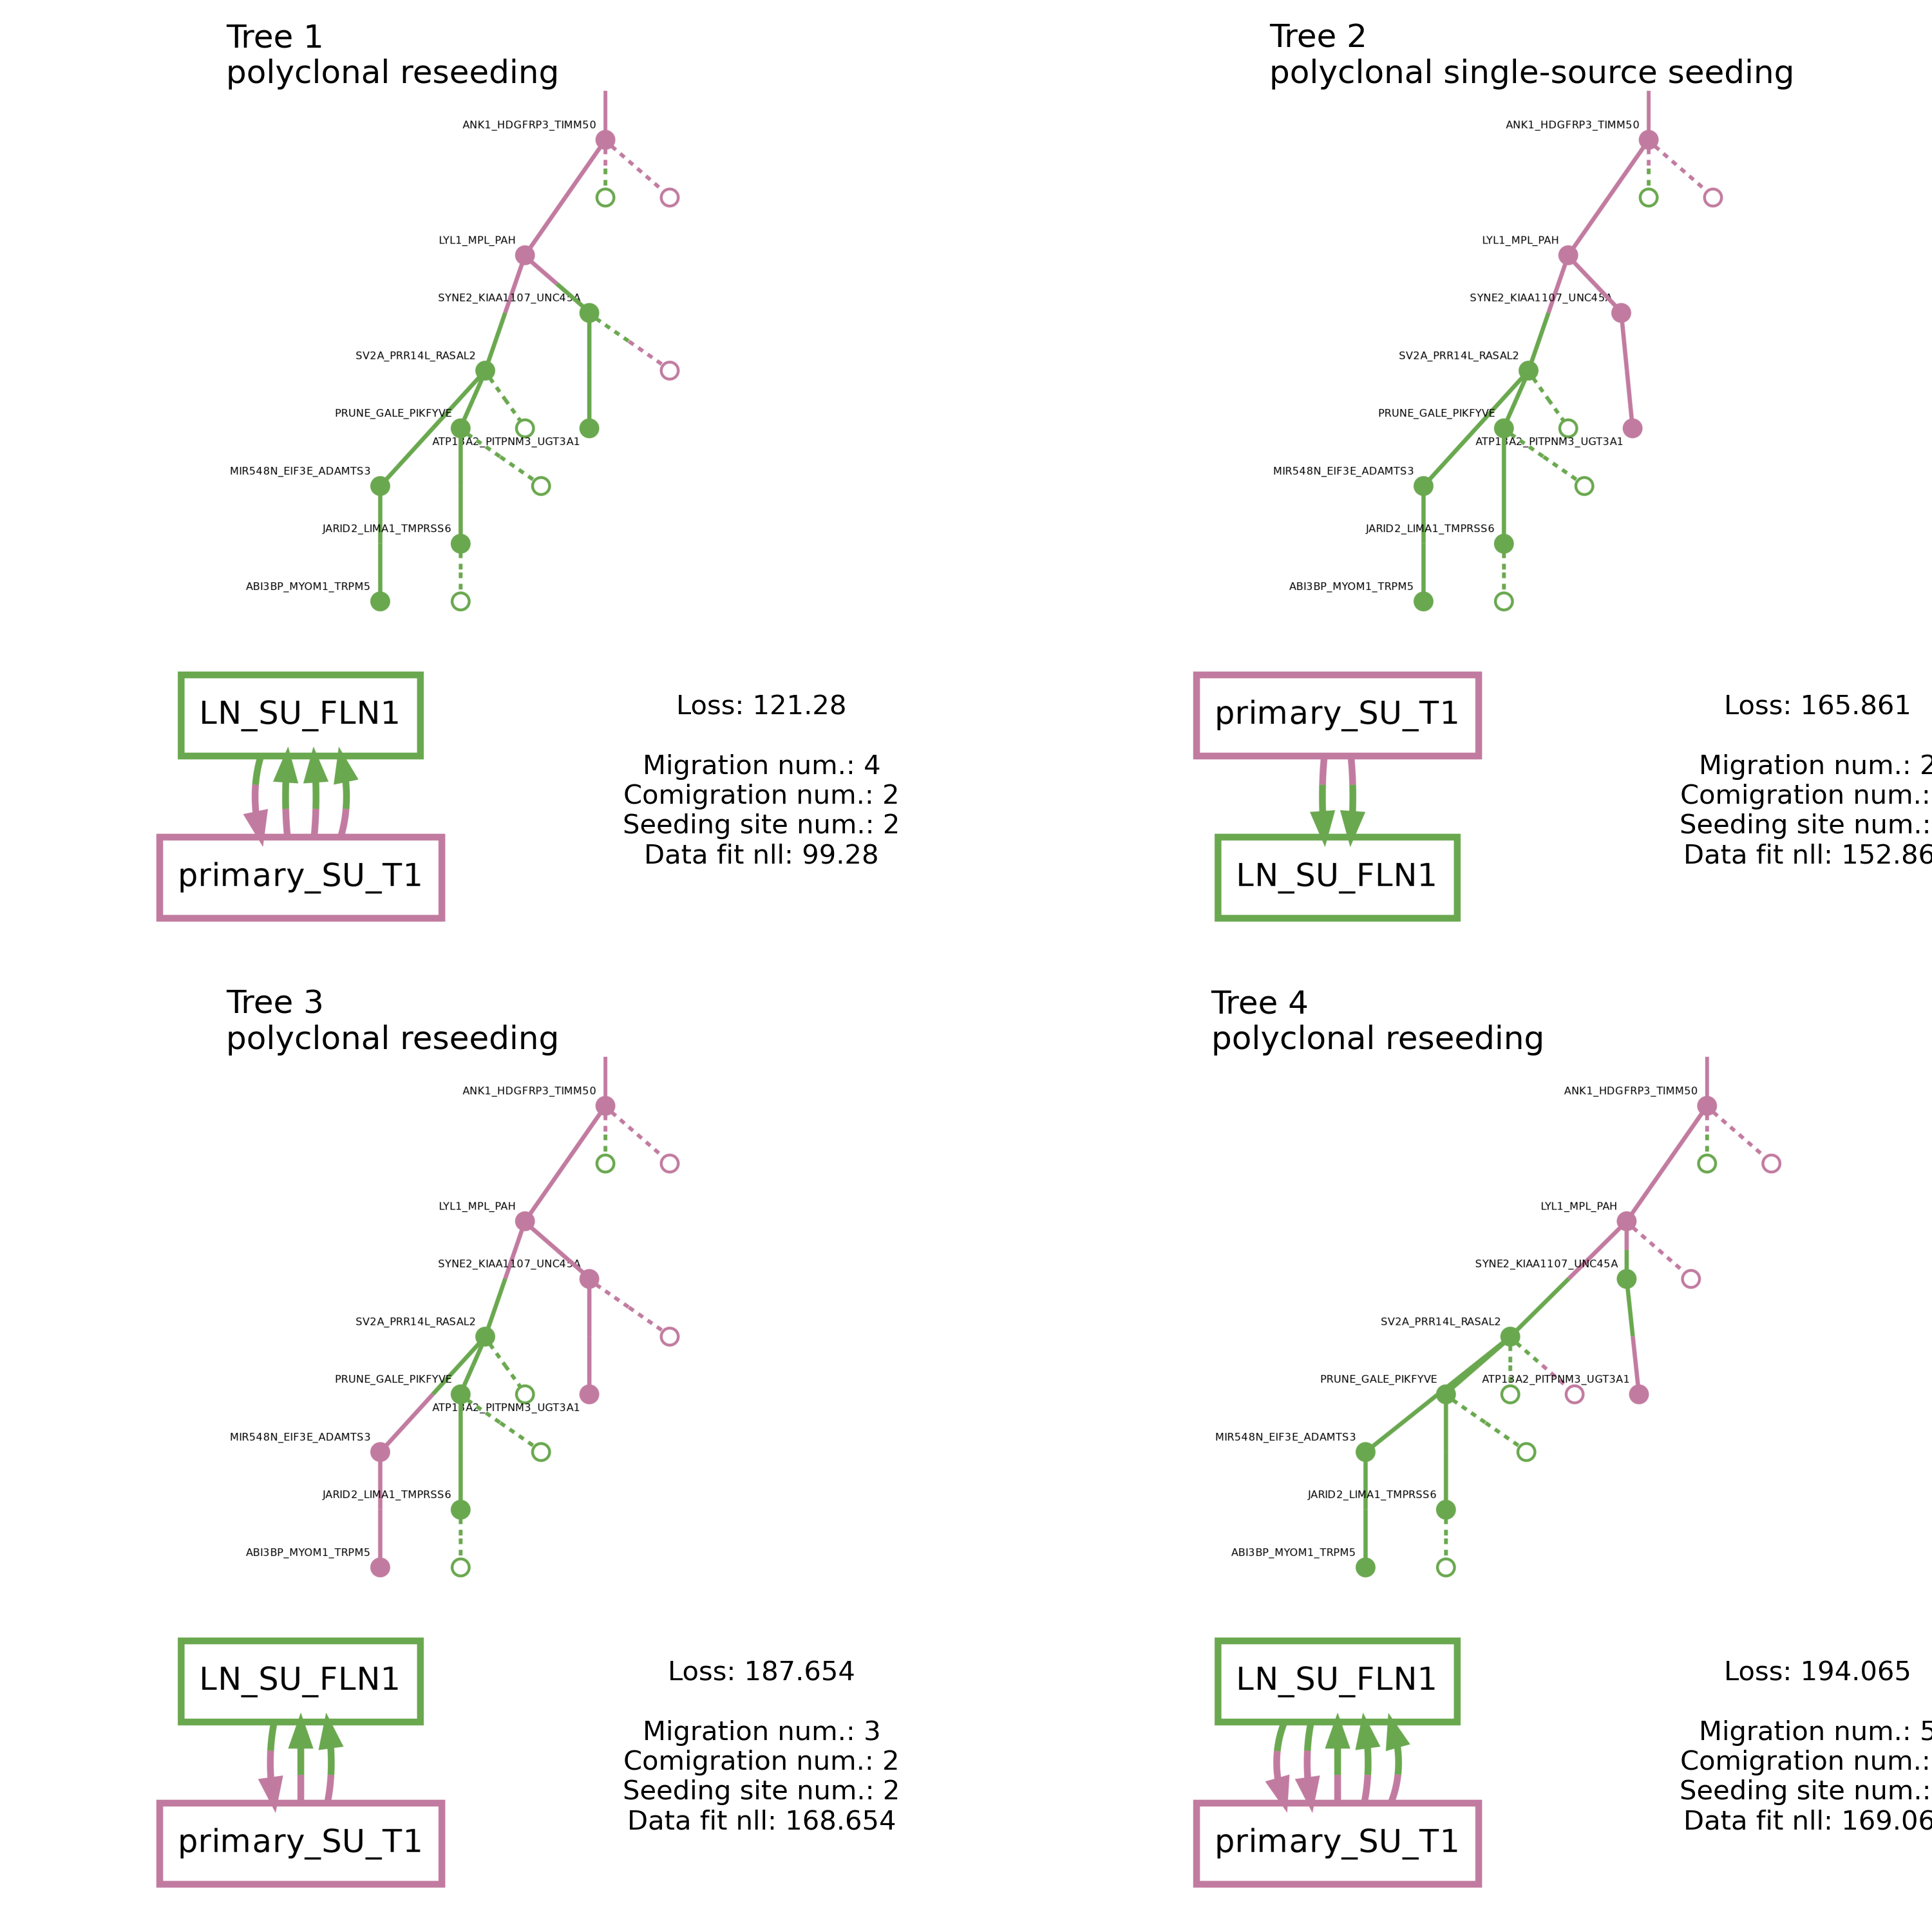 Tree 1
polyclonal reseeding
ANK1_HDGFRP3_TIMM50
LYL1_MPL_PAH
SYNE2_KIAA1107_UNC45A
SV2A_PRR14L_RASAL2
PRUNE_GALE_PIKFYVE
ATP13A2_PITPNM3_UGT3A1
MIR548N_EIF3E_ADAMTS3
JARID2_LIMA1_TMPRSS6
ABI3BP_MYOM1_TRPM5
LN_SU_FLN1
primary_SU_T1
Loss: 121.28
Migration num.: 4
Comigration num.: 2
Seeding site num.: 2
Data fit nll: 99.28
Tree 2
polyclonal single-source seeding
ANK1_HDGFRP3_TIMM50
LYL1_MPL_PAH
SYNE2_KIAA1107_UNC45A
SV2A_PRR14L_RASAL2
PRUNE_GALE_PIKFYVE
ATP13A2_PITPNM3_UGT3A1
MIR548N_EIF3E_ADAMTS3
JARID2_LIMA1_TMPRSS6
ABI3BP_MYOM1_TRPM5
primary_SU_T1
LN_SU_FLN1
Loss: 165.861
Migration num.: 2
Comigration num.:
Seeding site num.:
Data fit nll: 152.86
Tree 3
polyclonal reseeding
ANK1_HDGFRP3_TIMM50
LYL1_MPL_PAH
SYNE2_KIAA1107_UNC45A
SV2A_PRR14L_RASAL2
PRUNE_GALE_PIKFYVE
ATP13A2_PITPNM3_UGT3A1
MIR548N_EIF3E_ADAMTS3
JARID2_LIMA1_TMPRSS6
ABI3BP_MYOM1_TRPM5
LN_SU_FLN1
primary_SU_T1
Loss: 187.654
Migration num.: 3
Comigration num.: 2
Seeding site num.: 2
Data fit nll: 168.654
Tree 4
polyclonal reseeding
ANK1_HDGFRP3_TIMM50
LYL1_MPL_PAH
SYNE2_KIAA1107_UNC45A
SV2A_PRR14L_RASAL2
PRUNE_GALE_PIKFYVE
ATP13A2_PITPNM3_UGT3A1
MIR548N_EIF3E_ADAMTS3
JARID2_LIMA1_TMPRSS6
ABI3BP_MYOM1_TRPM5
LN_SU_FLN1
primary_SU_T1
Loss: 194.065
Migration num.: 5
Comigration num.:
Seeding site num.:
Data fit nll: 169.06